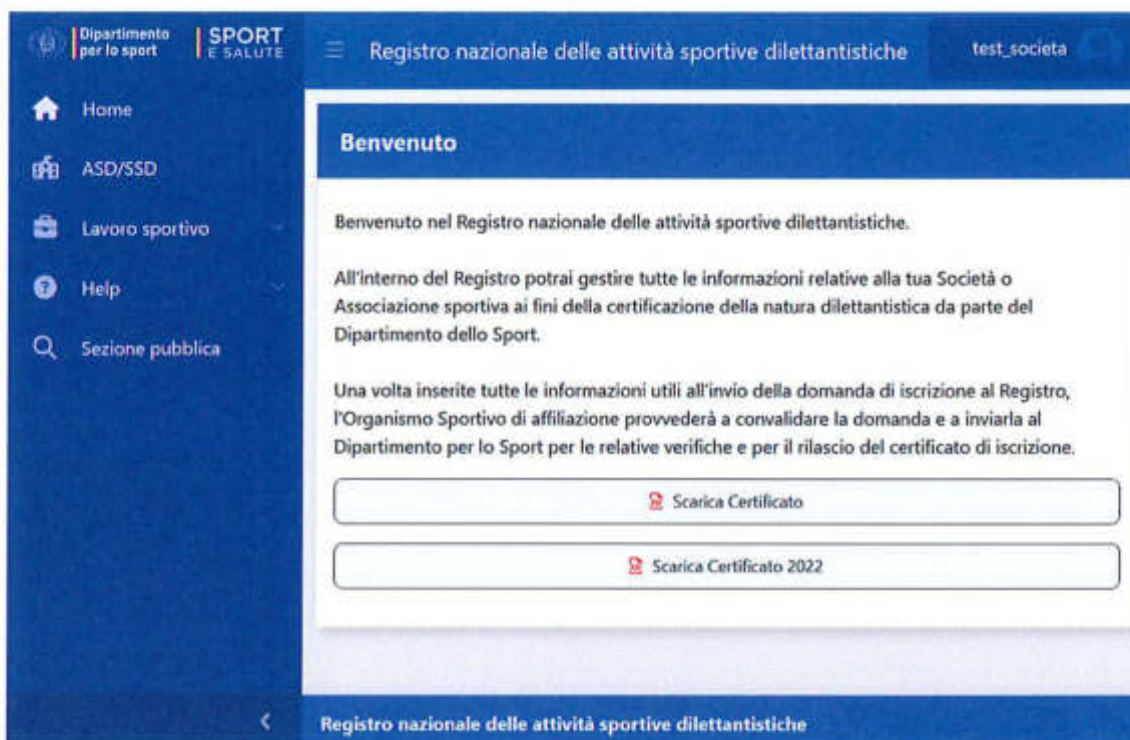 Dipartimento
per lo sport
SPORT
E SALUTE
Registro nazionale delle attività sportive dilettantistiche
test_societa
Home
ASD/SSD
Lavoro sportivo
Help
Sezione pubblica
Benvenuto
Benvenuto nel Registro nazionale delle attività sportive dilettantistiche.
All'interno del Registro potrai gestire tutte le informazioni relative alla tua Società o
Associazione sportiva ai fini della certificazione della natura dilettantistica da parte del
Dipartimento dello Sport.
Una volta inserite tutte le informazioni utili all'invio della domanda di iscrizione al Registro,
l'Organismo Sportivo di affiliazione provvederà a convalidare la domanda e a inviarla al
Dipartimento per lo Sport per le relative verifiche e per il rilascio del certificato di iscrizione.
Scarica Certificato
Scarica Certificato 2022
Registro nazionale delle attività sportive dilettantistiche